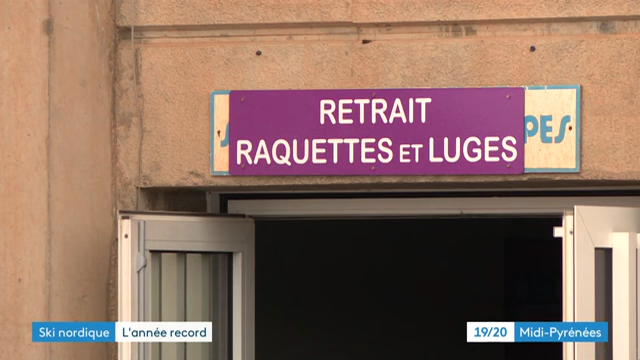 RETRAIT
RAQUETTES ET LUGES
PES
Ski nordique L'année record
19/20 Midi-Pyrénées